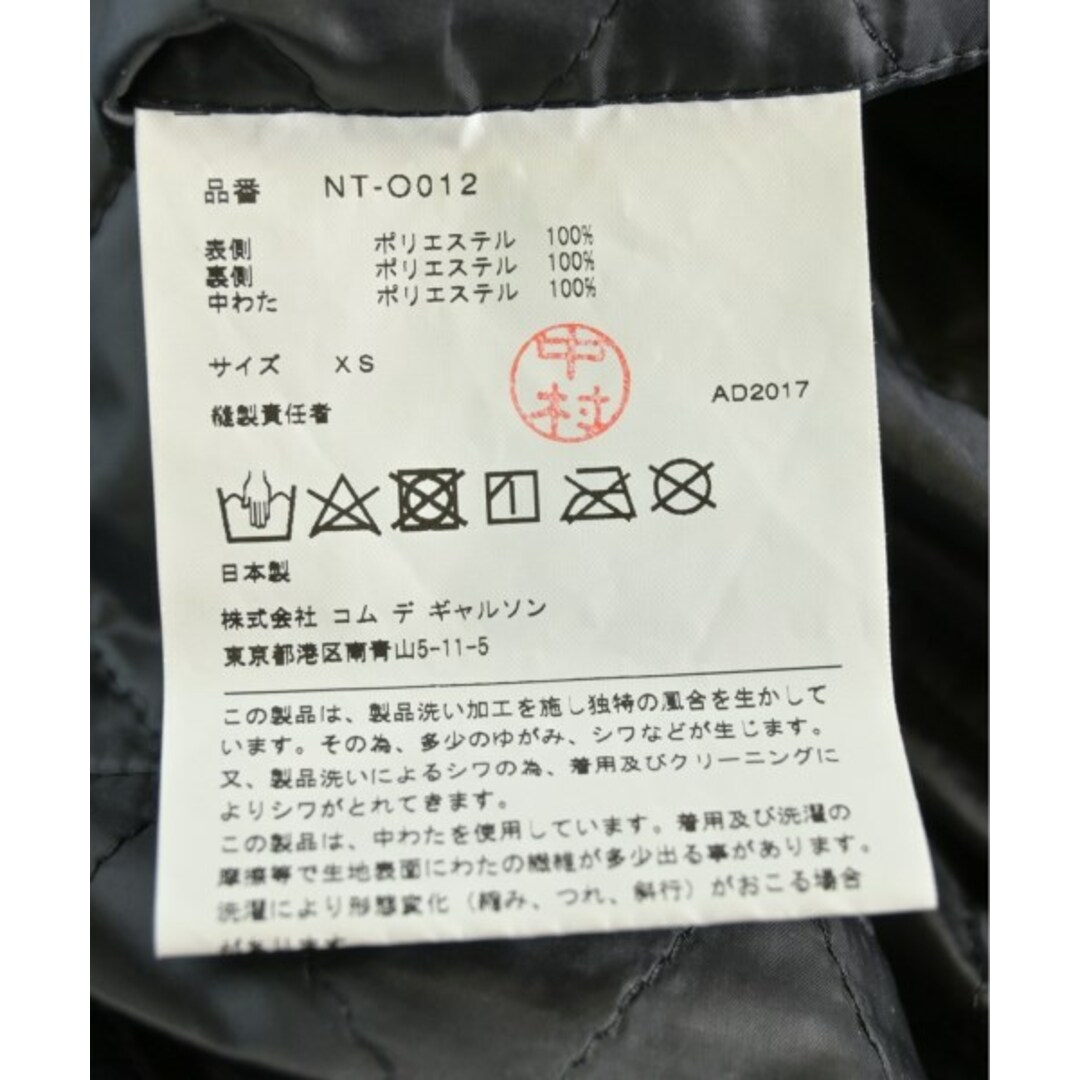 品番 NT-O012
表側 ポリエステル 100%
裏側 ポリエステル 100%
中わた ポリエステル 100%
サイズ XS
縫製責任者
中村
AD2017
日本製
株式会社 コム デ ギャルソン
東京都港区南青山5-11-5
この製品は、製品洗い加工を施し独特の風合を生かして
います。その為、多少のゆがみ、シワなどが生じます。
又、製品洗いによるシワの為、着用及びクリーニングに
よりシワがとれてきます。
この製品は、中わたを使用しています。着用及び洗濯の
摩擦等で生地表面にわたの繊維が多少出る事があります。
洗濯により形態変化（縮み、つれ、斜行）がおこる場合
があります。